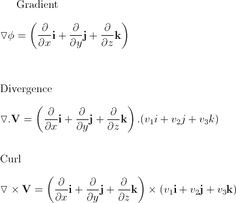 Gradient
▽ϕ = (∂/∂x i + ∂/∂y j + ∂/∂z k)
Divergence
▽.V = (∂/∂x i + ∂/∂y j + ∂/∂z k) .(v₁i + v₂j + v₃k)
Curl
▽ × V = (∂/∂x i + ∂/∂y j + ∂/∂z k) × (v₁i + v₂j + v₃k)